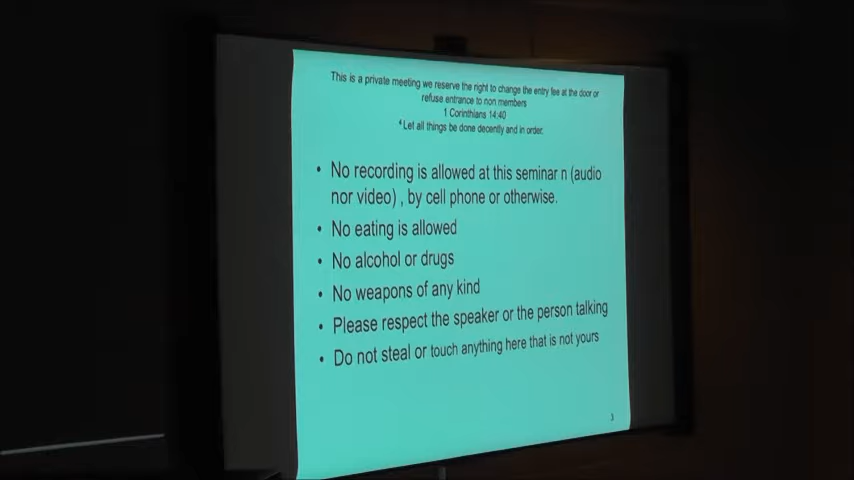 This is a private meeting we reserve the right to change the entry fee at the door or
refuse entrance to non members
1 Corinthians 14:40
4 Let all things be done decently and in order.
• No recording is allowed at this seminar n (audio
nor video) , by cell phone or otherwise.
• No eating is allowed
• No alcohol or drugs
• No weapons of any kind
• Please respect the speaker or the person talking
• Do not steal or touch anything here that is not yours
3